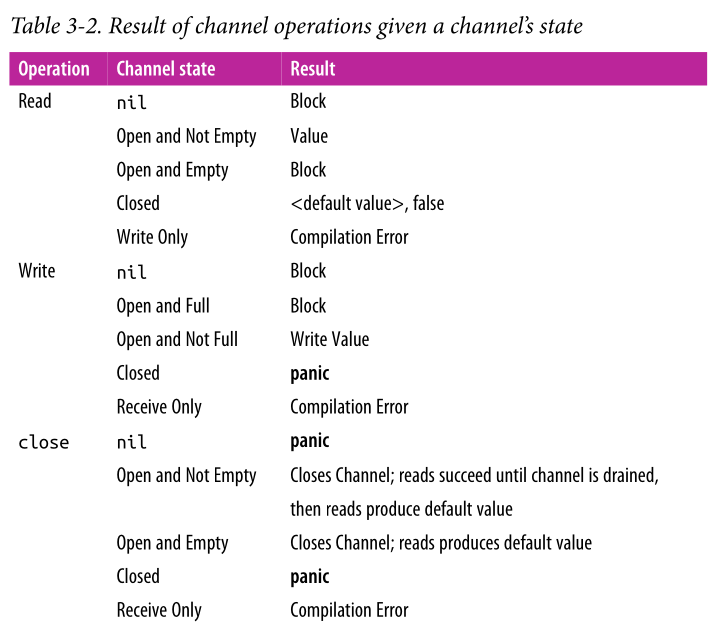 Table 3-2. Result of channel operations given a channel’s state
Operation Channel state Result
Read nil Block
Open and Not Empty Value
Open and Empty Block
Closed <default value>, false
Write Only Compilation Error
Write nil Block
Open and Full Block
Open and Not Full Write Value
Closed panic
Receive Only Compilation Error
close nil panic
Open and Not Empty Closes Channel; reads succeed until channel is drained,
then reads produce default value
Open and Empty Closes Channel; reads produces default value
Closed panic
Receive Only Compilation Error